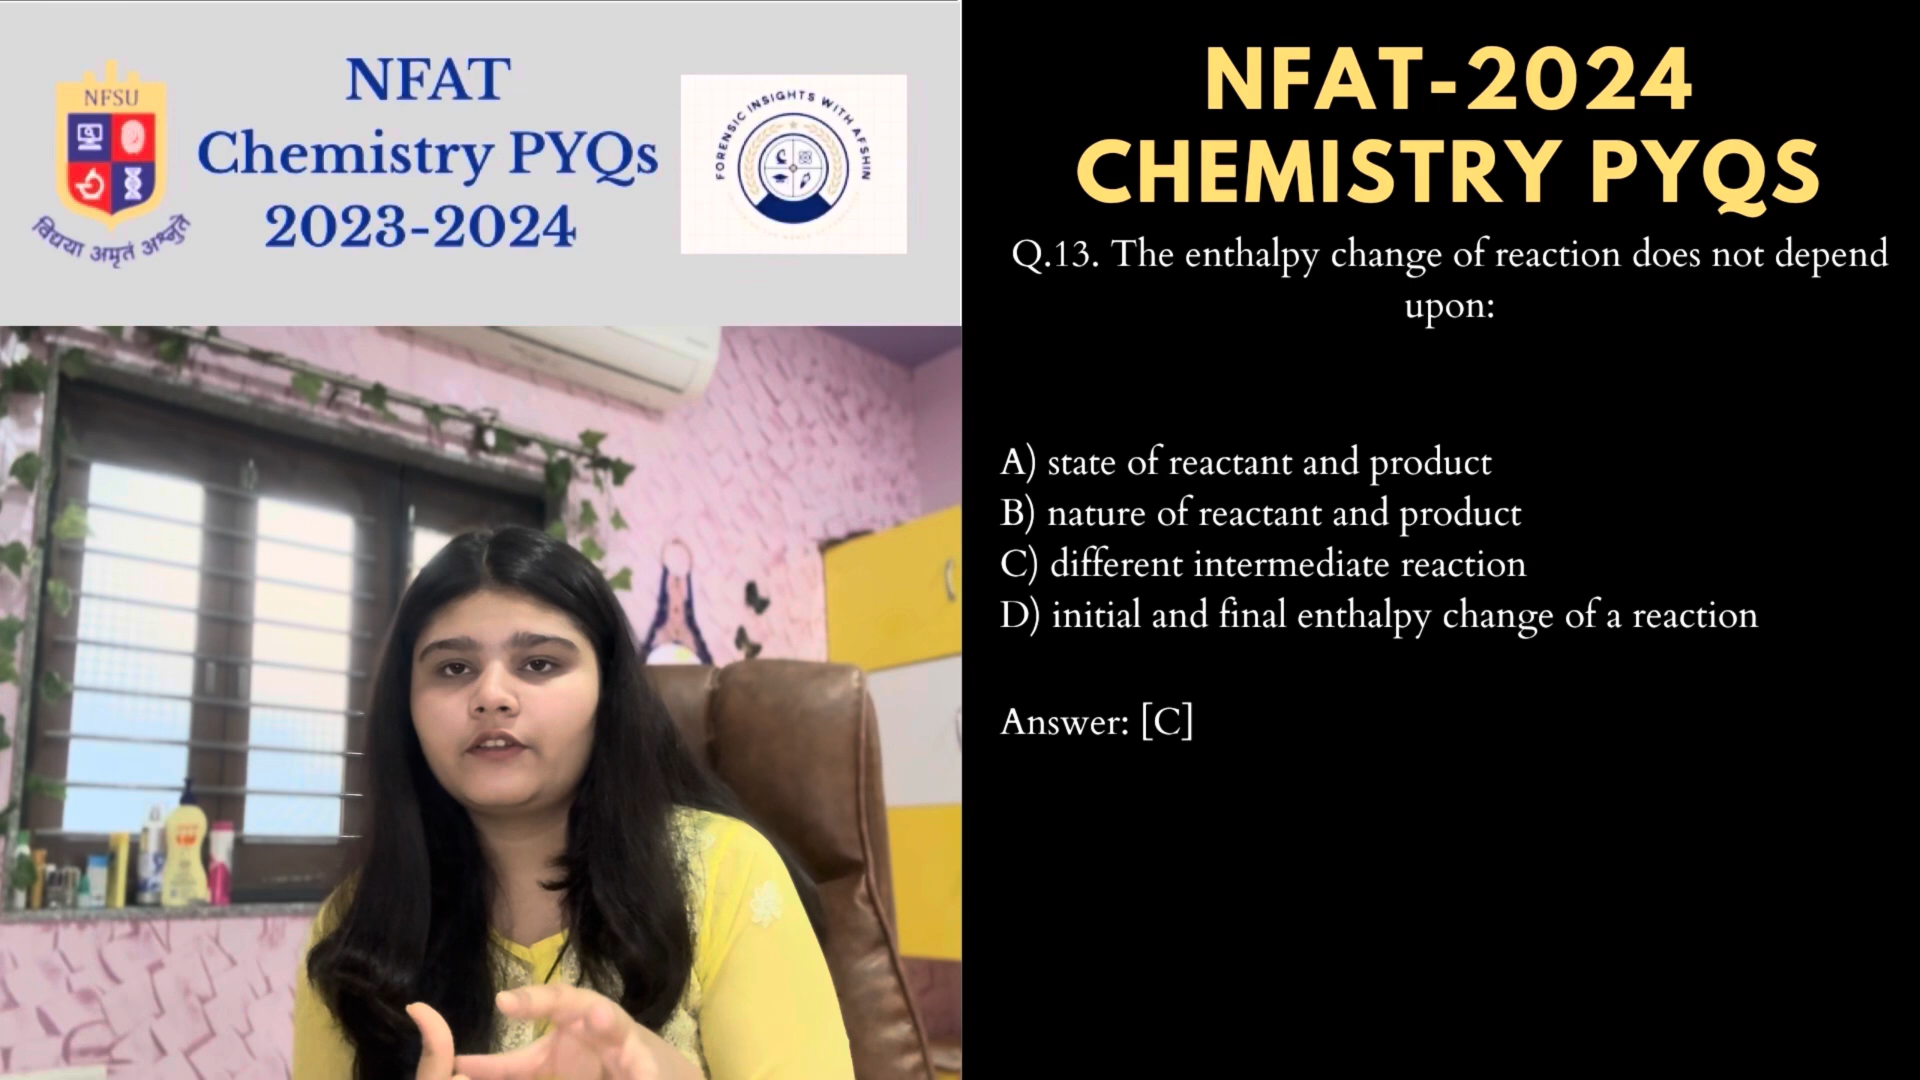 NFSU
विद्यया अमृतं अश्नुते
NFAT
Chemistry PYQs
2023-2024
FORENSIC INSIGHTS WITH AFSHIN
NFAT-2024
CHEMISTRY PYQS
Q.13. The enthalpy change of reaction does not depend
upon:
A) state of reactant and product
B) nature of reactant and product
C) different intermediate reaction
D) initial and final enthalpy change of a reaction
Answer: [C]